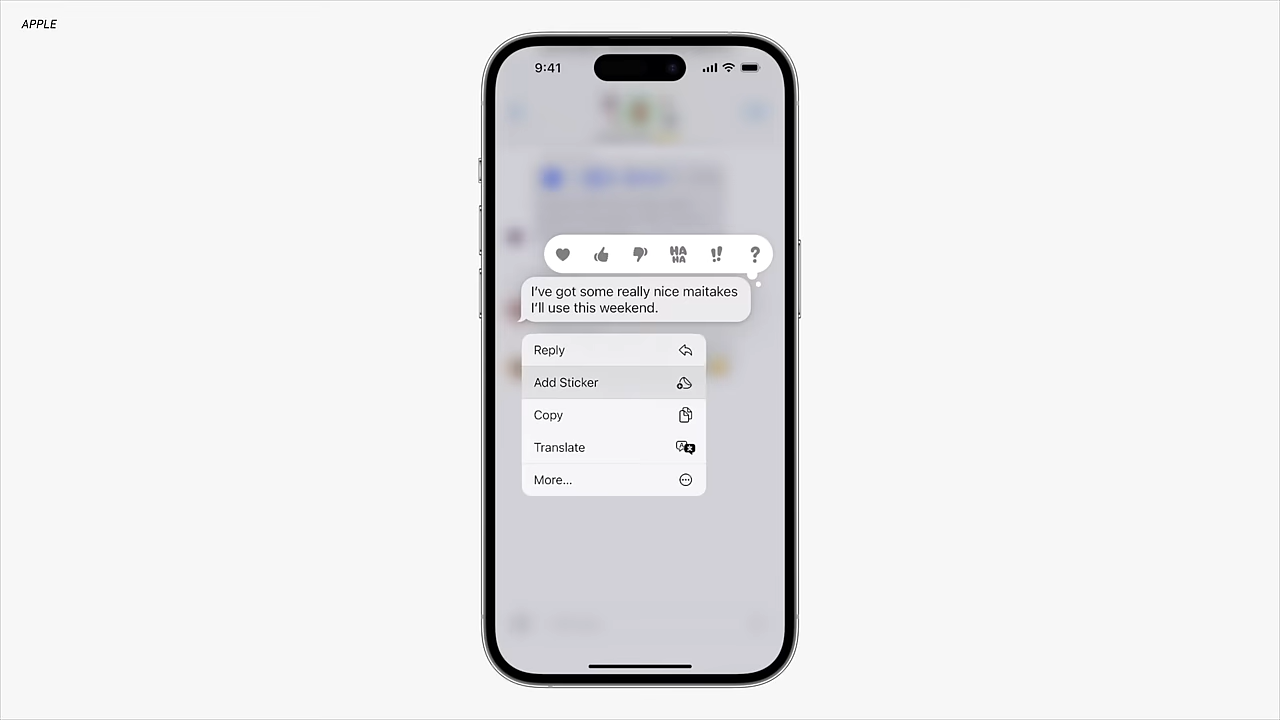 APPLE
9:41
HA
HA
!!
?
I've got some really nice maitakes
I'll use this weekend.
Reply
Add Sticker
Copy
Translate
More...